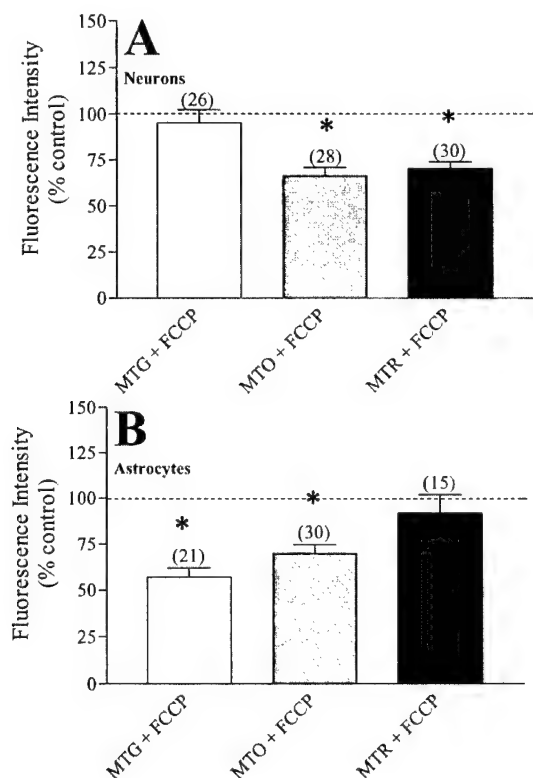 A
Neurons
Fluorescence Intensity
(% control)
150
125
100
75
50
25
0
(26)
*
(28)
*
(30)
MTG + FCCP
MTO + FCCP
MTR + FCCP
B
Astrocytes
Fluorescence Intensity
(% control)
150
125
100
75
50
25
0
*
(21)
*
(30)
(15)
MTG + FCCP
MTO + FCCP
MTR + FCCP